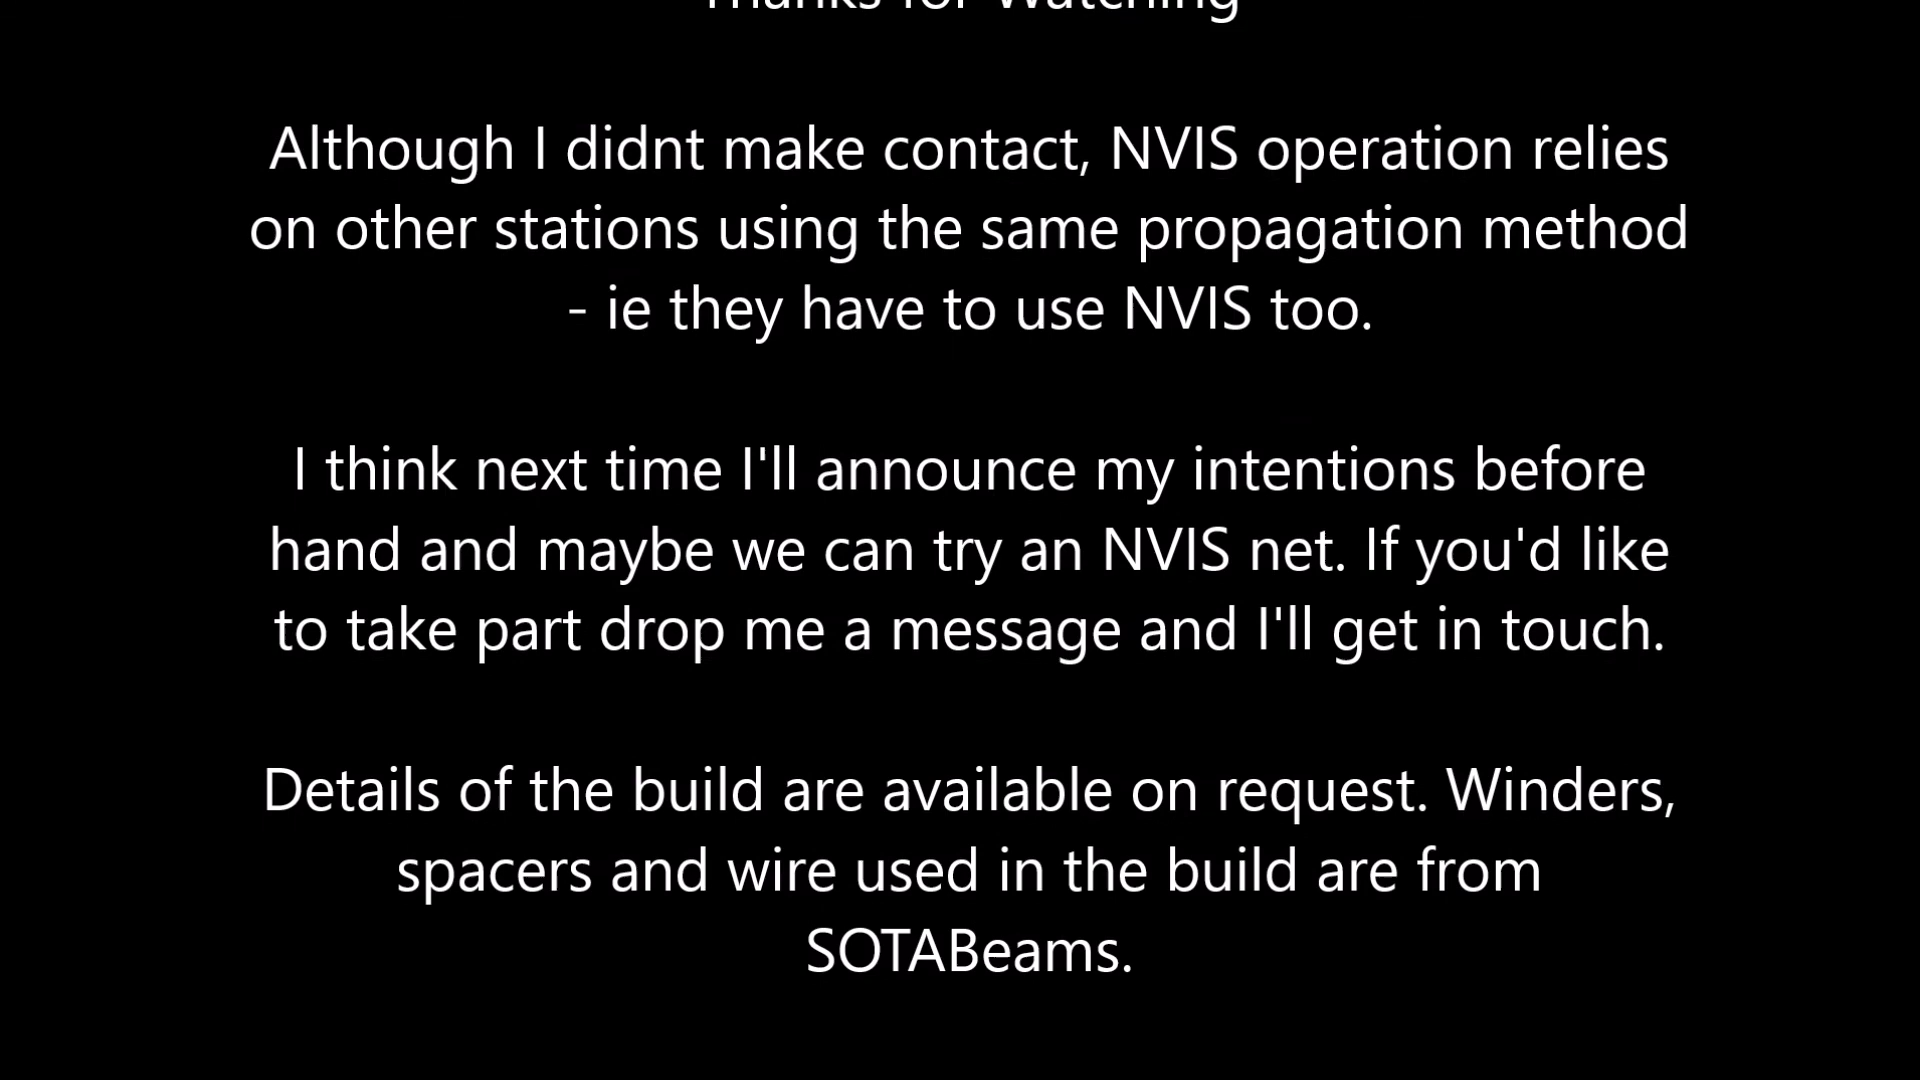 Thanks for Watching
Although I didnt make contact, NVIS operation relies
on other stations using the same propagation method
- ie they have to use NVIS too.
I think next time I'll announce my intentions before
hand and maybe we can try an NVIS net. If you'd like
to take part drop me a message and I'll get in touch.
Details of the build are available on request. Winders,
spacers and wire used in the build are from
SOTABeams.